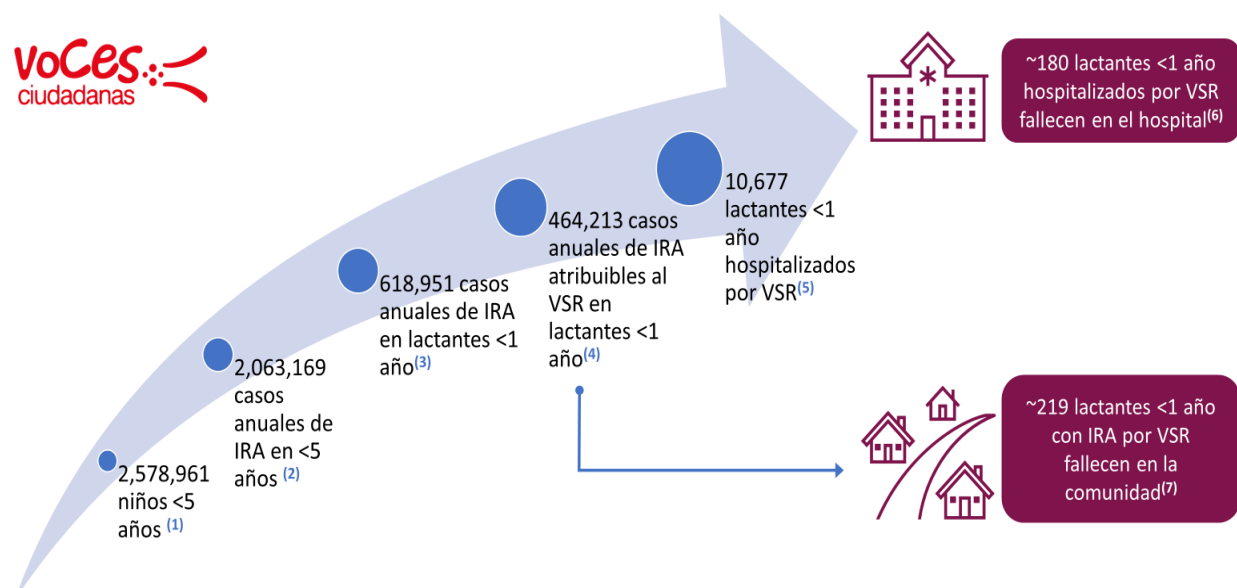 voces
ciudadanas
2,578,961
niños <5
años (1)
2,063,169
casos
anuales de
IRA en <5
años (2)
618,951 casos
anuales de IRA
en lactantes <1
año(3)
464,213 casos
anuales de IRA
atribuibles al
VSR en
lactantes <1
año(4)
10,677
lactantes <1
año
hospitalizados
por VSR(5)
~180 lactantes <1 año
hospitalizados por VSR
fallecen en el hospital(6)
~219 lactantes <1 año
con IRA por VSR
fallecen en la
comunidad(7)